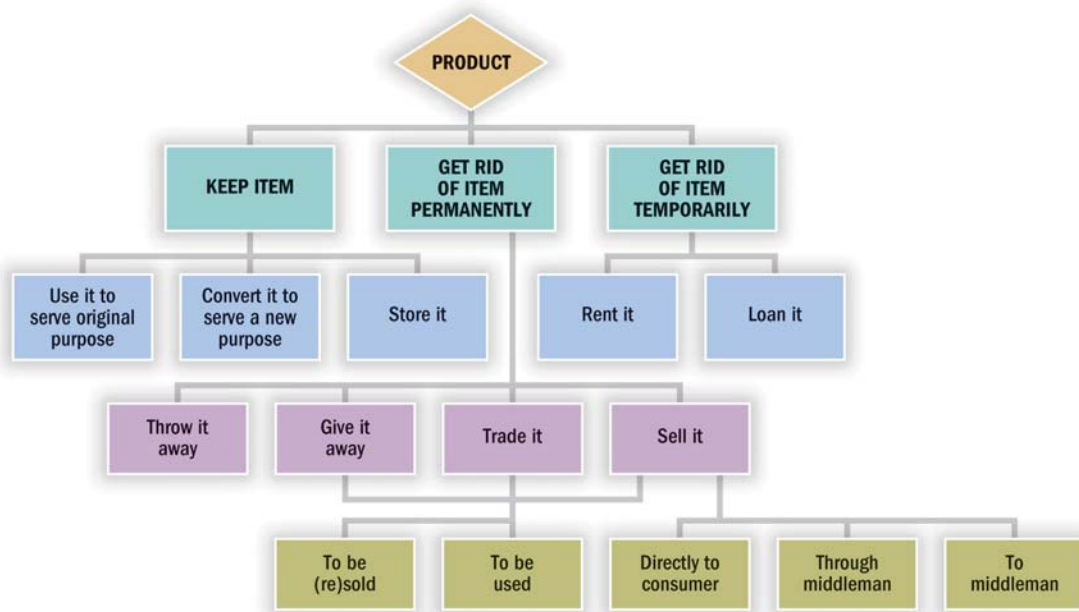 PRODUCT
KEEP ITEM
GET RID
OF ITEM
PERMANENTLY
GET RID
OF ITEM
TEMPORARILY
Use it to
serve original
purpose
Convert it to
serve a new
purpose
Store it
Rent it
Loan it
Throw it
away
Give it
away
Trade it
Sell it
To be
(re)sold
To be
used
Directly to
consumer
Through
middleman
To
middleman